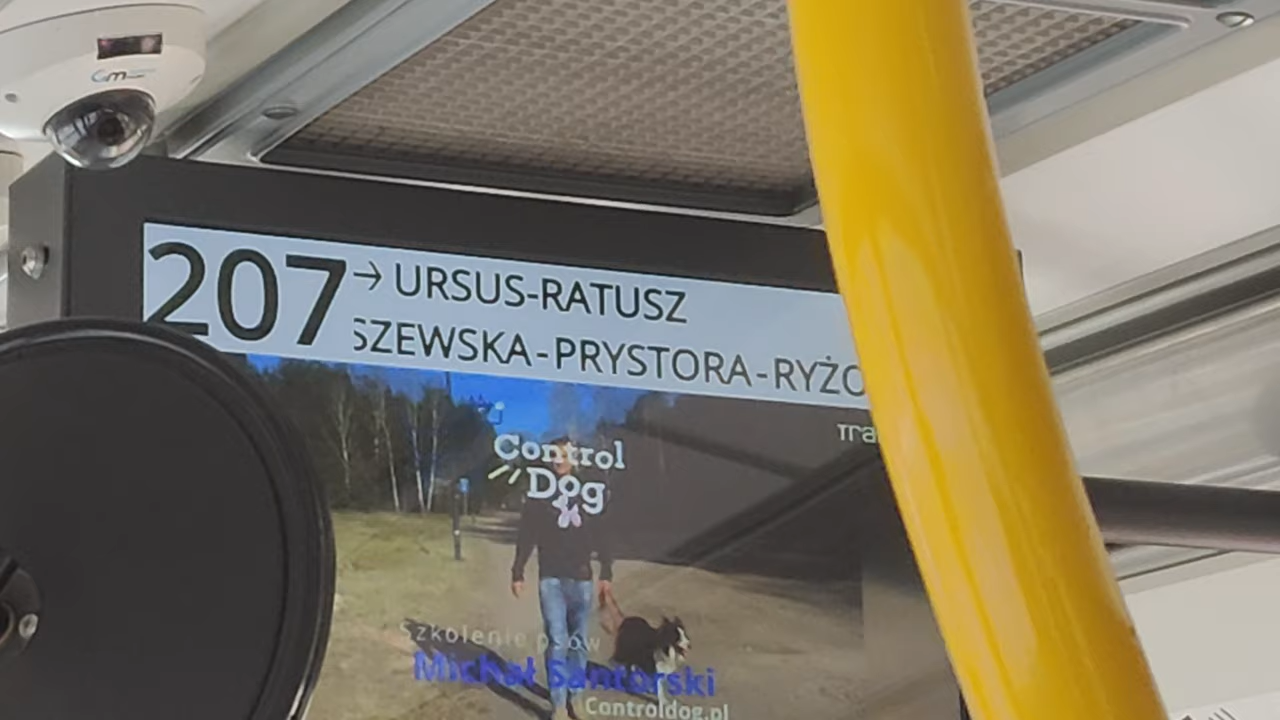 207 → URSUS-RATUSZ
SZEWSKA-PRYSTORA-RYŻO
Control
Dog
Szkolenie psów
Michał Santorski
Controldog.pl